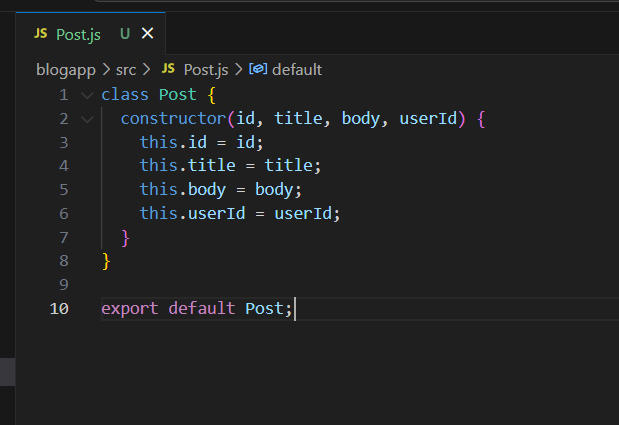 JS Post.js U ✕
blogapp > src > JS Post.js > default
1 class Post {
2   constructor(id, title, body, userId) {
3     this.id = id;
4     this.title = title;
5     this.body = body;
6     this.userId = userId;
7   }
8 }
9
10 export default Post;